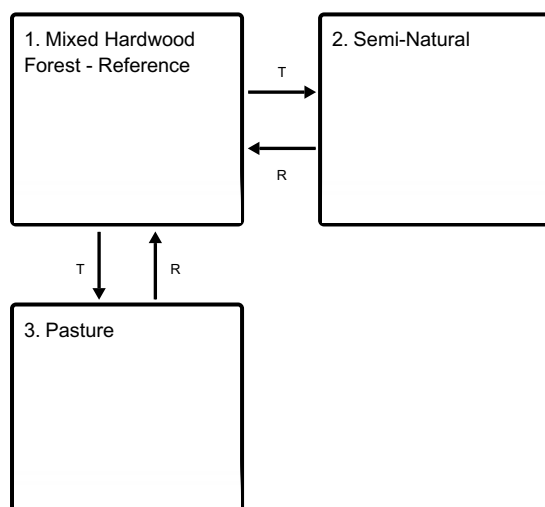 1. Mixed Hardwood
Forest - Reference
2. Semi-Natural
T
R
T
R
3. Pasture